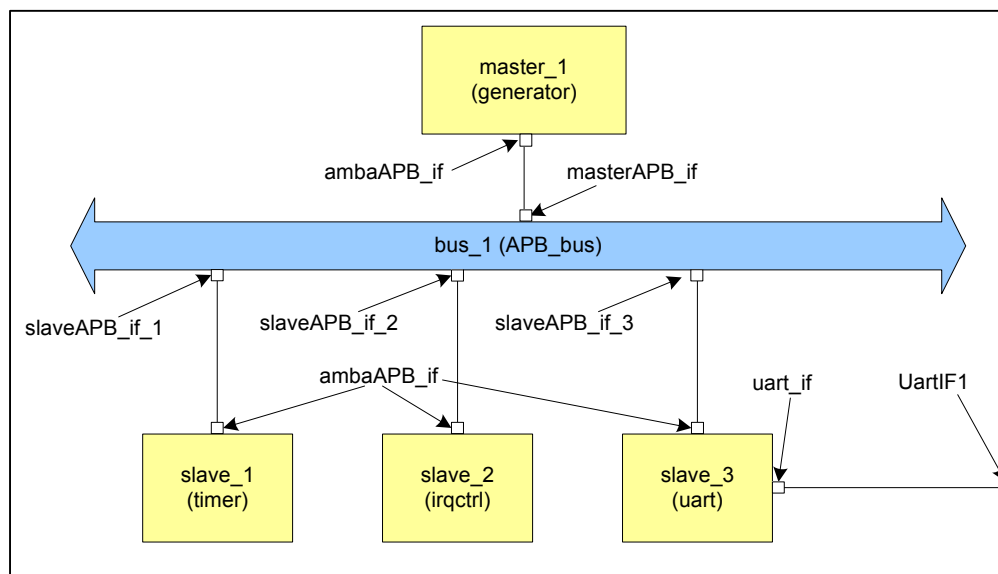 master_1
(generator)
ambaAPB_if
masterAPB_if
bus_1 (APB_bus)
slaveAPB_if_1
slaveAPB_if_2
slaveAPB_if_3
ambaAPB_if
uart_if
UartIF1
slave_1
(timer)
slave_2
(irqctrl)
slave_3
(uart)